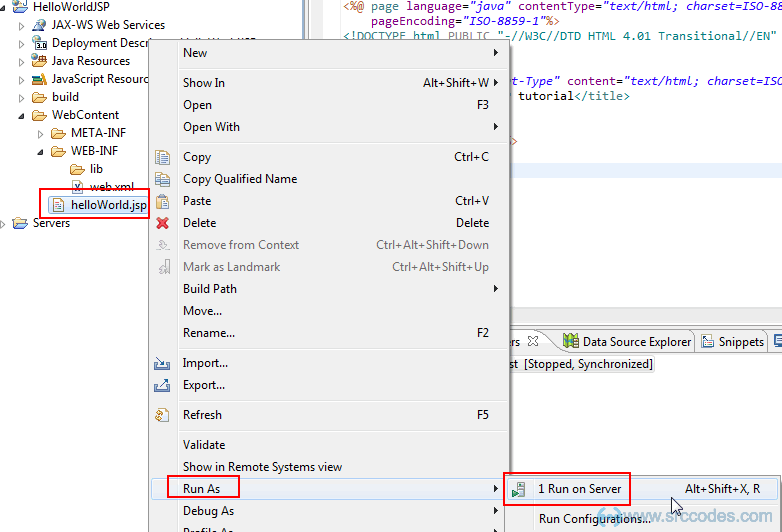 HelloWorldJSP
JAX-WS Web Services
Deployment Descriptor
Java Resources
JavaScript Resourc
build
WebContent
META-INF
WEB-INF
lib
web.xml
helloWorld.jsp
Servers
<%@ page language="java" contentType="text/html; charset=ISO-88
pageEncoding="ISO-8859-1"%>
<!DOCTYPE html PUBLIC "-//W3C//DTD HTML 4.01 Transitional//EN"
t-Type" content="text/html; charset=ISO
tutorial</title>
>
New
Show In Alt+Shift+W
Open F3
Open With
Copy Ctrl+C
Copy Qualified Name
Paste Ctrl+V
Delete Delete
Remove from Context Ctrl+Alt+Shift+Down
Mark as Landmark Ctrl+Alt+Shift+Up
Build Path
Move...
Rename... F2
Import...
Export...
Refresh F5
Validate
Show in Remote Systems view
Run As
Debug As
Profile As
ers Data Source Explorer Snippets
st [Stopped, Synchronized]
1 Run on Server Alt+Shift+X, R
Run Configurations...
www.srccodes.com